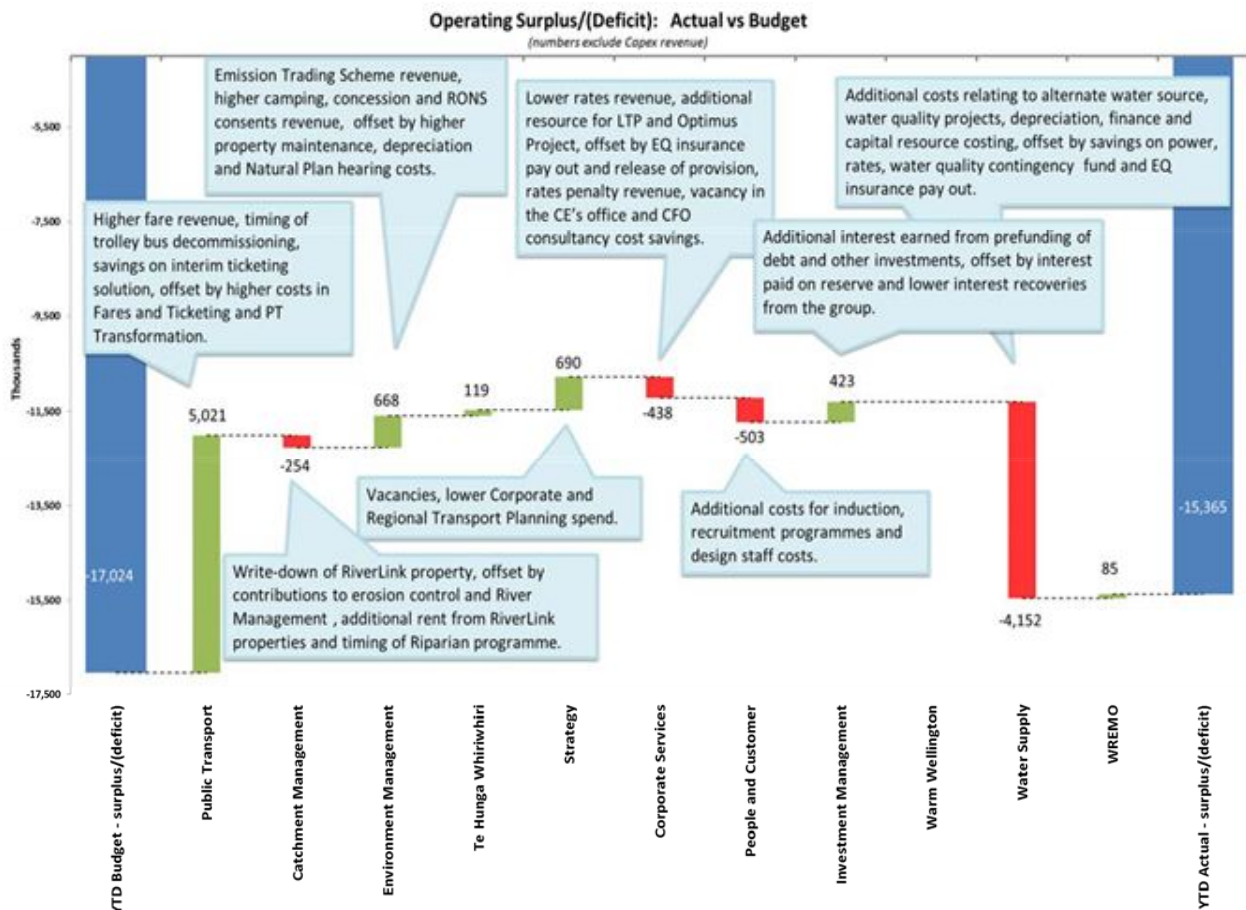 Operating Surplus/(Deficit): Actual vs Budget
(numbers exclude Capex revenue)
Thousands
-5,500
-7,500
-9,500
-11,500
-13,500
-15,500
-17,500
Higher fare revenue, timing of
trolley bus decommissioning,
savings on interim ticketing
solution, offset by higher costs in
Fares and Ticketing and PT
Transformation.
Emission Trading Scheme revenue,
higher camping, concession and RONS
consents revenue, offset by higher
property maintenance, depreciation
and Natural Plan hearing costs.
Lower rates revenue, additional
resource for LTP and Optimus
Project, offset by EQ insurance
pay out and release of provision,
rates penalty revenue, vacancy in
the CE's office and CFO
consultancy cost savings.
Additional costs relating to alternate water source,
water quality projects, depreciation, finance and
capital resource costing, offset by savings on power,
rates, water quality contingency fund and EQ
insurance pay out.
Additional interest earned from prefunding of
debt and other investments, offset by interest
paid on reserve and lower interest recoveries
from the group.
Vacancies, lower Corporate and
Regional Transport Planning spend.
Additional costs for induction,
recruitment programmes and
design staff costs.
Write-down of RiverLink property, offset by
contributions to erosion control and River
Management , additional rent from RiverLink
properties and timing of Riparian programme.
-17,024
5,021
-254
668
119
690
-438
-503
423
-4,152
85
-15,365
YTD Budget - surplus/(deficit)
Public Transport
Catchment Management
Environment Management
Te Hunga Whiriwhiri
Strategy
Corporate Services
People and Customer
Investment Management
Warm Wellington
Water Supply
WREMO
YTD Actual - surplus/(deficit)